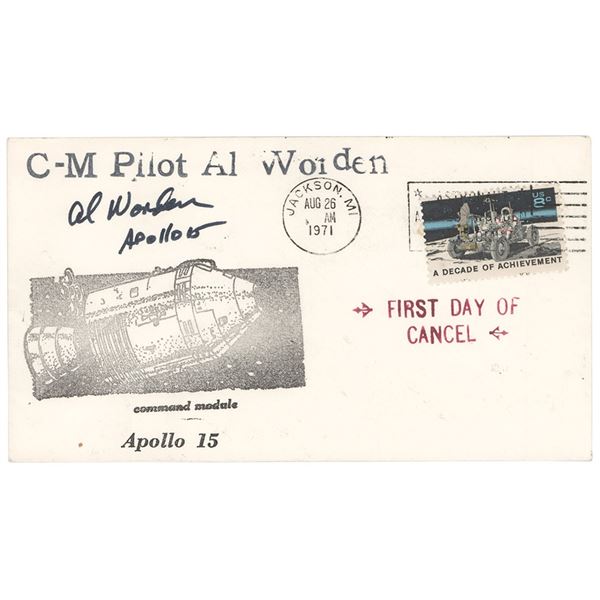 C-M Pilot Al Worden
Al Worden
Apollo 15
JACKSON, MI
AUG 26
AM
1971
US
8c
A DECADE OF ACHIEVEMENT
FIRST DAY OF
CANCEL
command module
Apollo 15